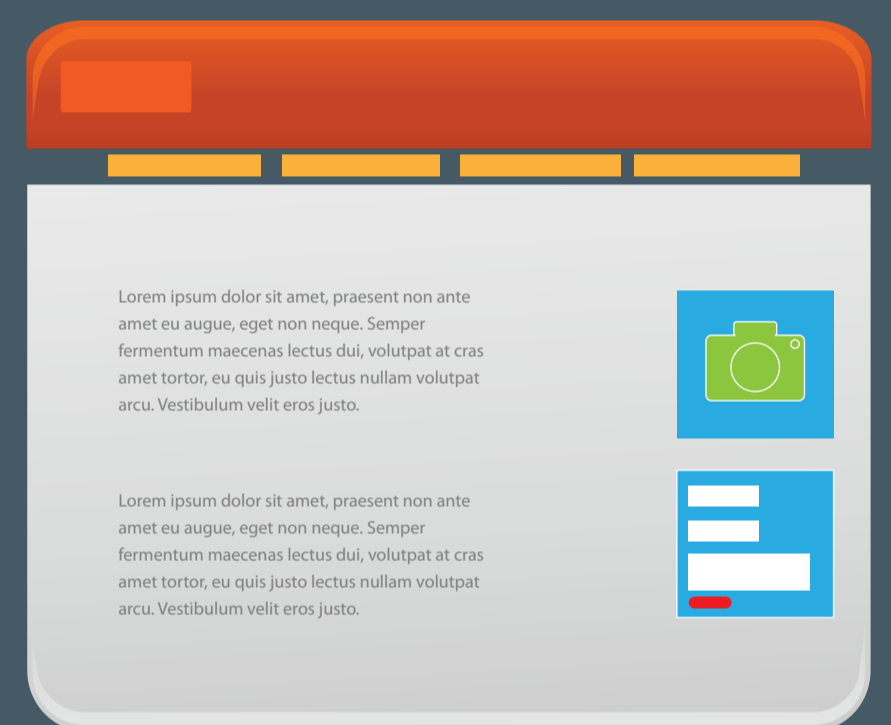 Lorem ipsum dolor sit amet, praesent non ante
amet eu augue, eget non neque. Semper
fermentum maecenas lectus dui, volutpat at cras
amet tortor, eu quis justo lectus nullam volutpat
arcu. Vestibulum velit eros justo.
Lorem ipsum dolor sit amet, praesent non ante
amet eu augue, eget non neque. Semper
fermentum maecenas lectus dui, volutpat at cras
amet tortor, eu quis justo lectus nullam volutpat
arcu. Vestibulum velit eros justo.